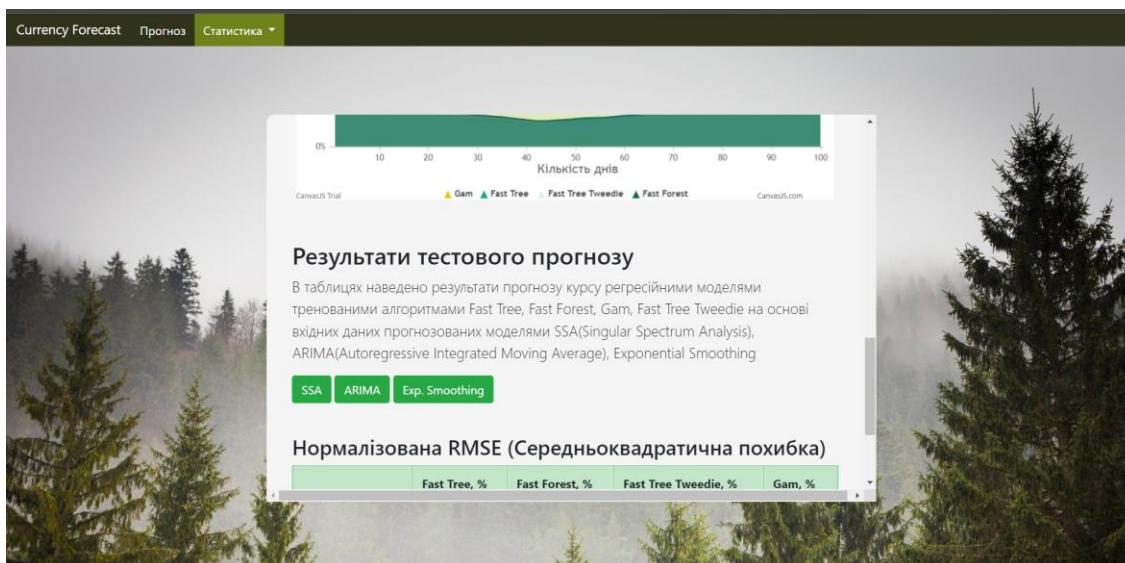 Currency Forecast Прогноз Статистика
0%
10 20 30 40 50 60 70 80 90 100
Кількість днів
CanvasJS Trial Gam Fast Tree Fast Tree Tweedie Fast Forest CanvasJS.com
Результати тестового прогнозу
В таблицях наведено результати прогнозу курсу регресійними моделями
тренованими алгоритмами Fast Tree, Fast Forest, Gam, Fast Tree Tweedie на основі
вхідних даних прогнозованих моделями SSA(Singular Spectrum Analysis),
ARIMA(Autoregressive Integrated Moving Average), Exponential Smoothing
SSA ARIMA Exp. Smoothing
Нормалізована RMSE (Середньоквадратична похибка)
Fast Tree, % Fast Forest, % Fast Tree Tweedie, % Gam, %